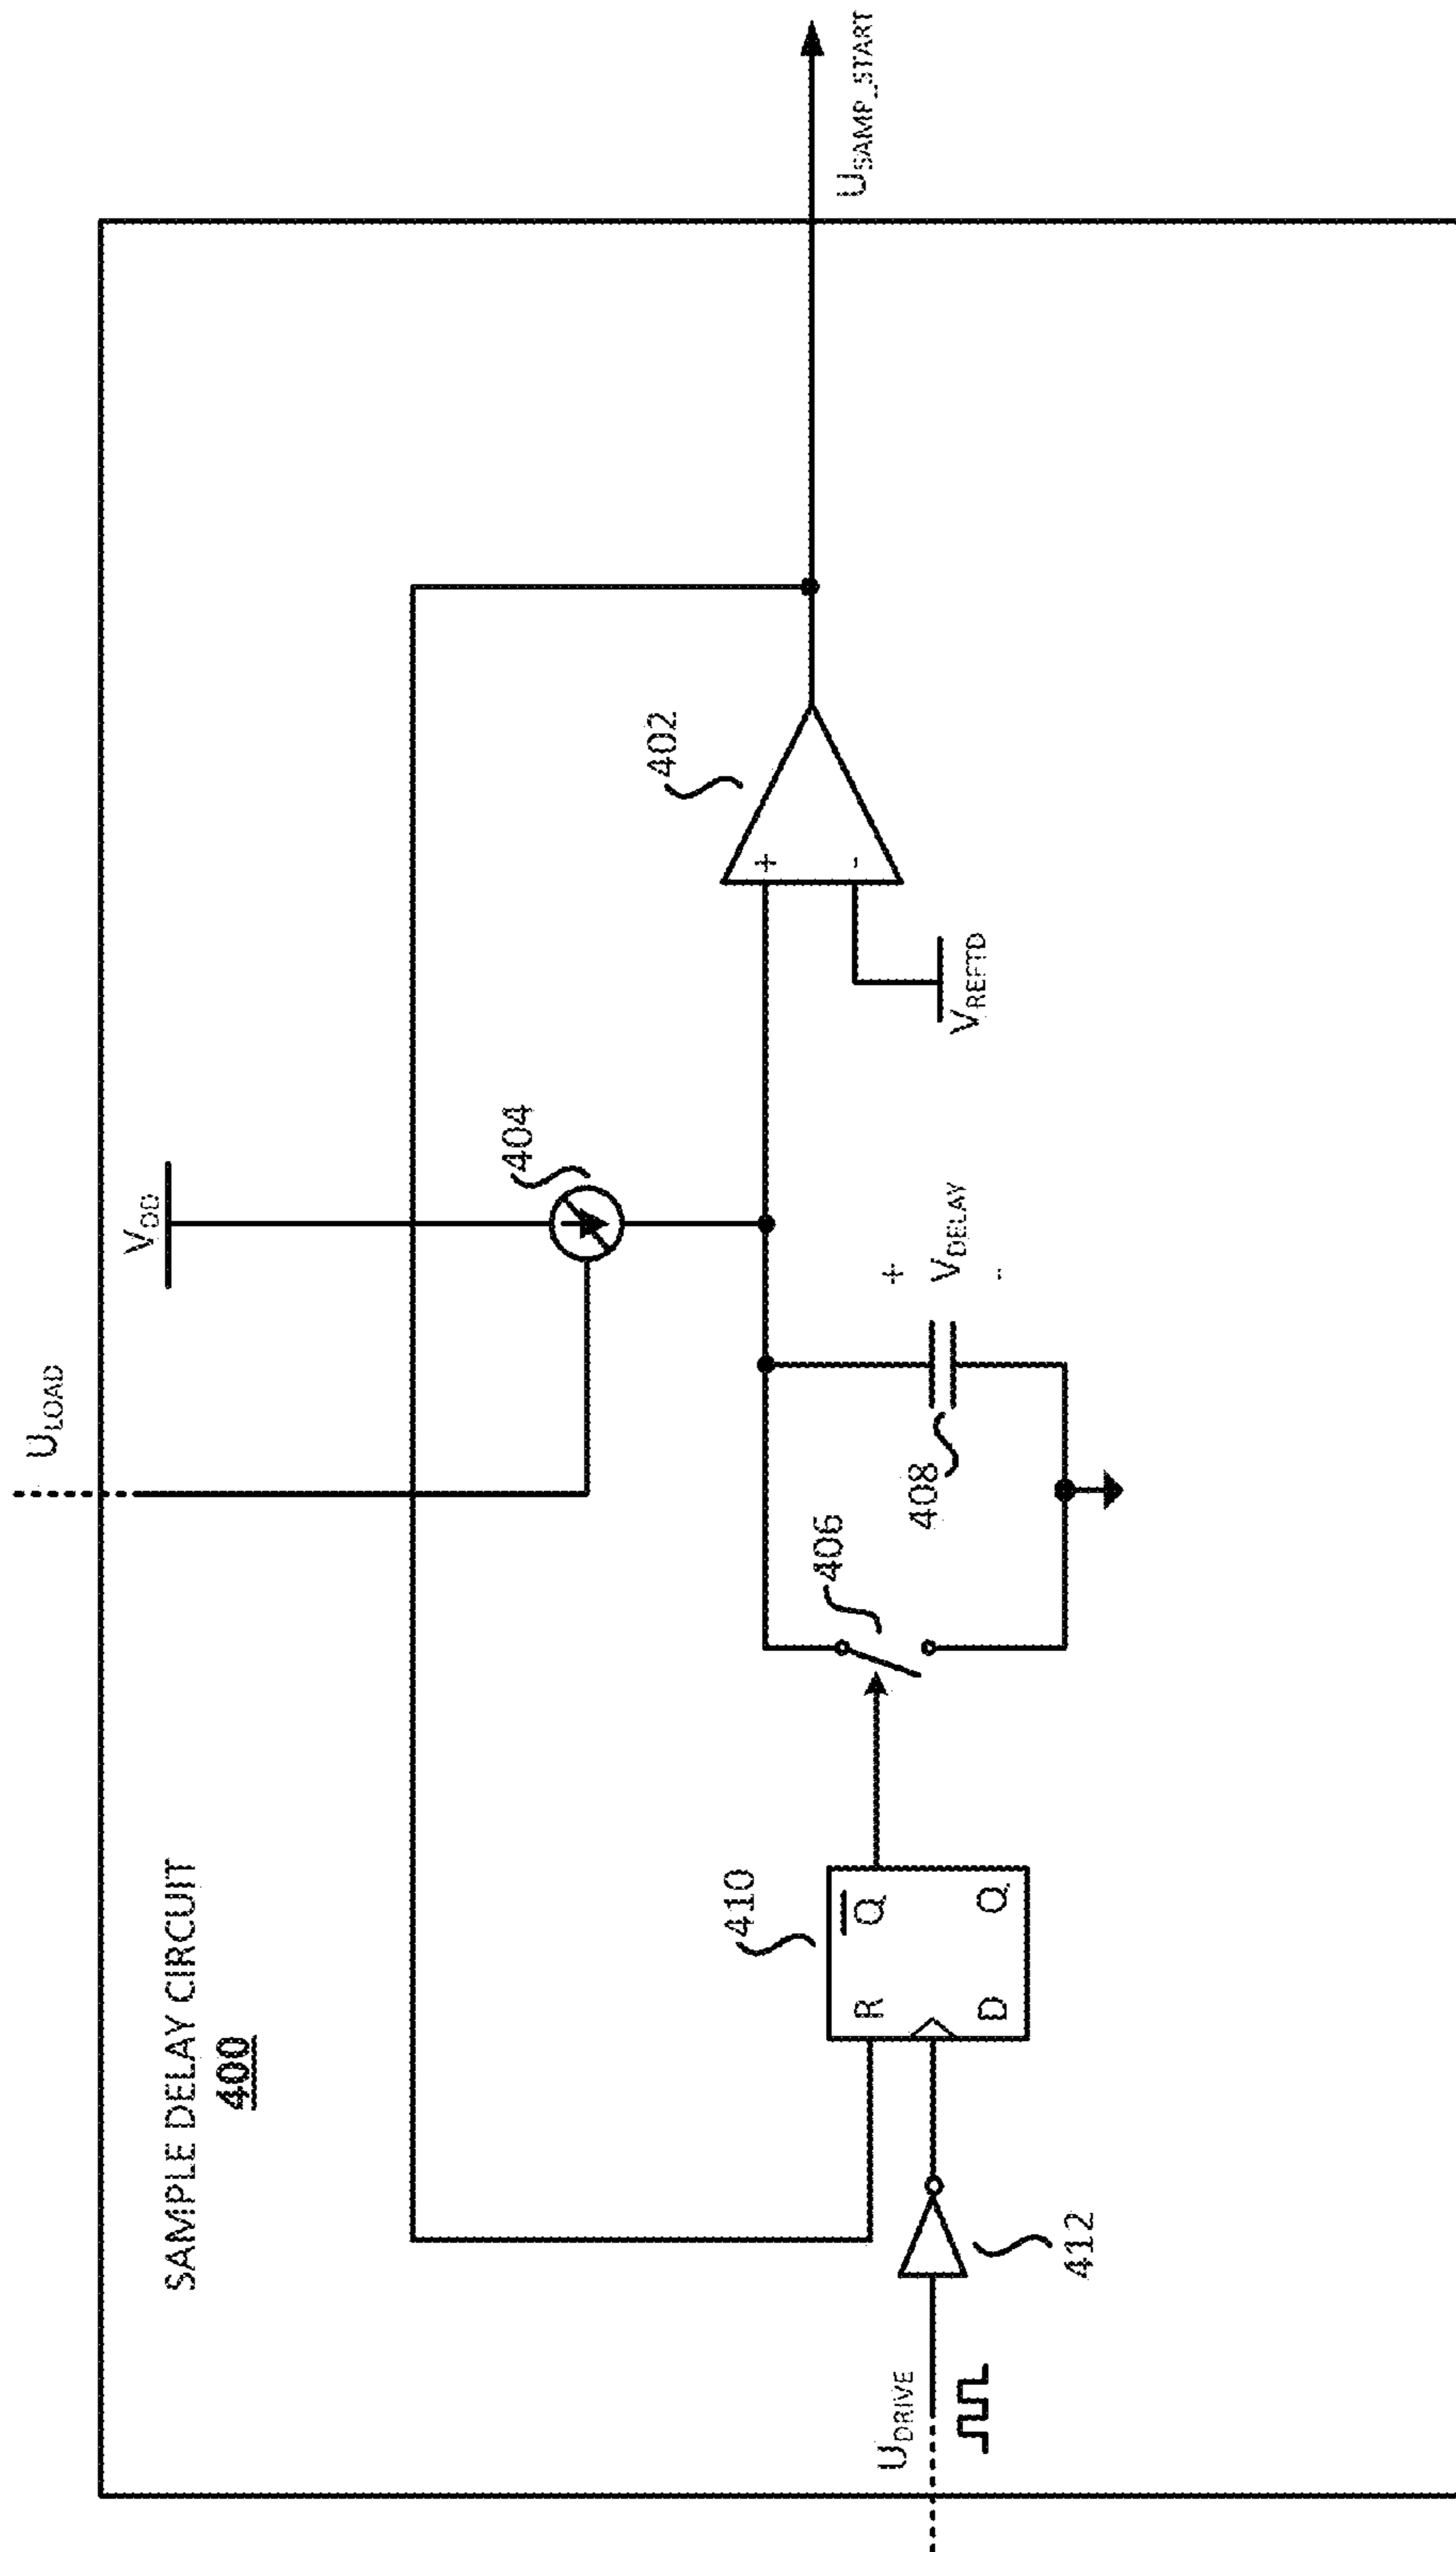 SAMPLE DELAY CIRCUIT
400
U_LOAD
V_DD
404
402
+
-
V_REFTD
U_SAMP_START
410
R
Q̅
D
Q
406
408
+
V_DELAY
-
U_DRIVE
412